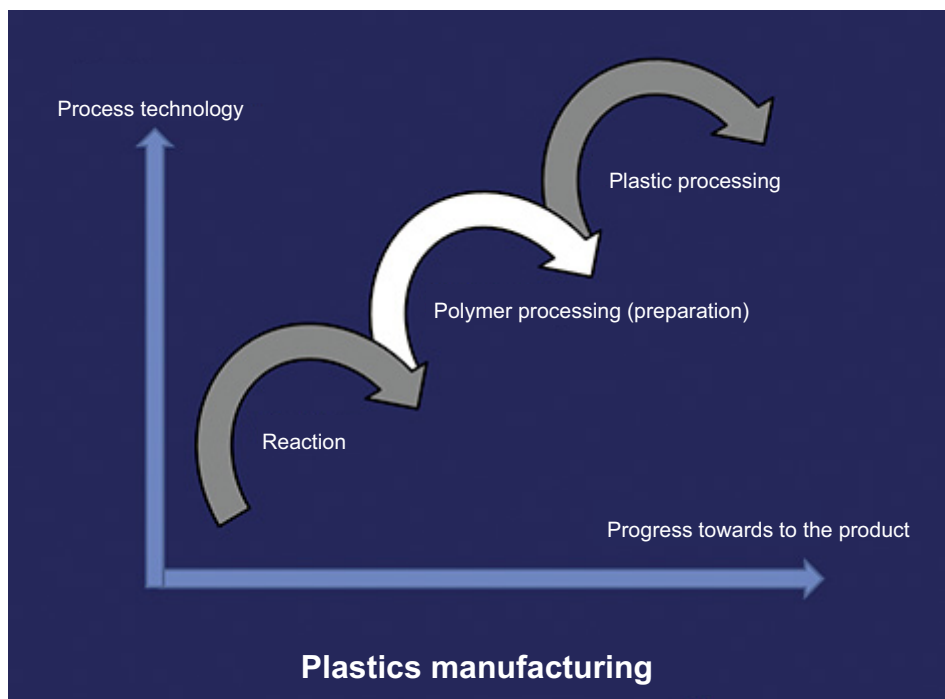 Process technology
Plastic processing
Polymer processing (preparation)
Reaction
Progress towards to the product
Plastics manufacturing